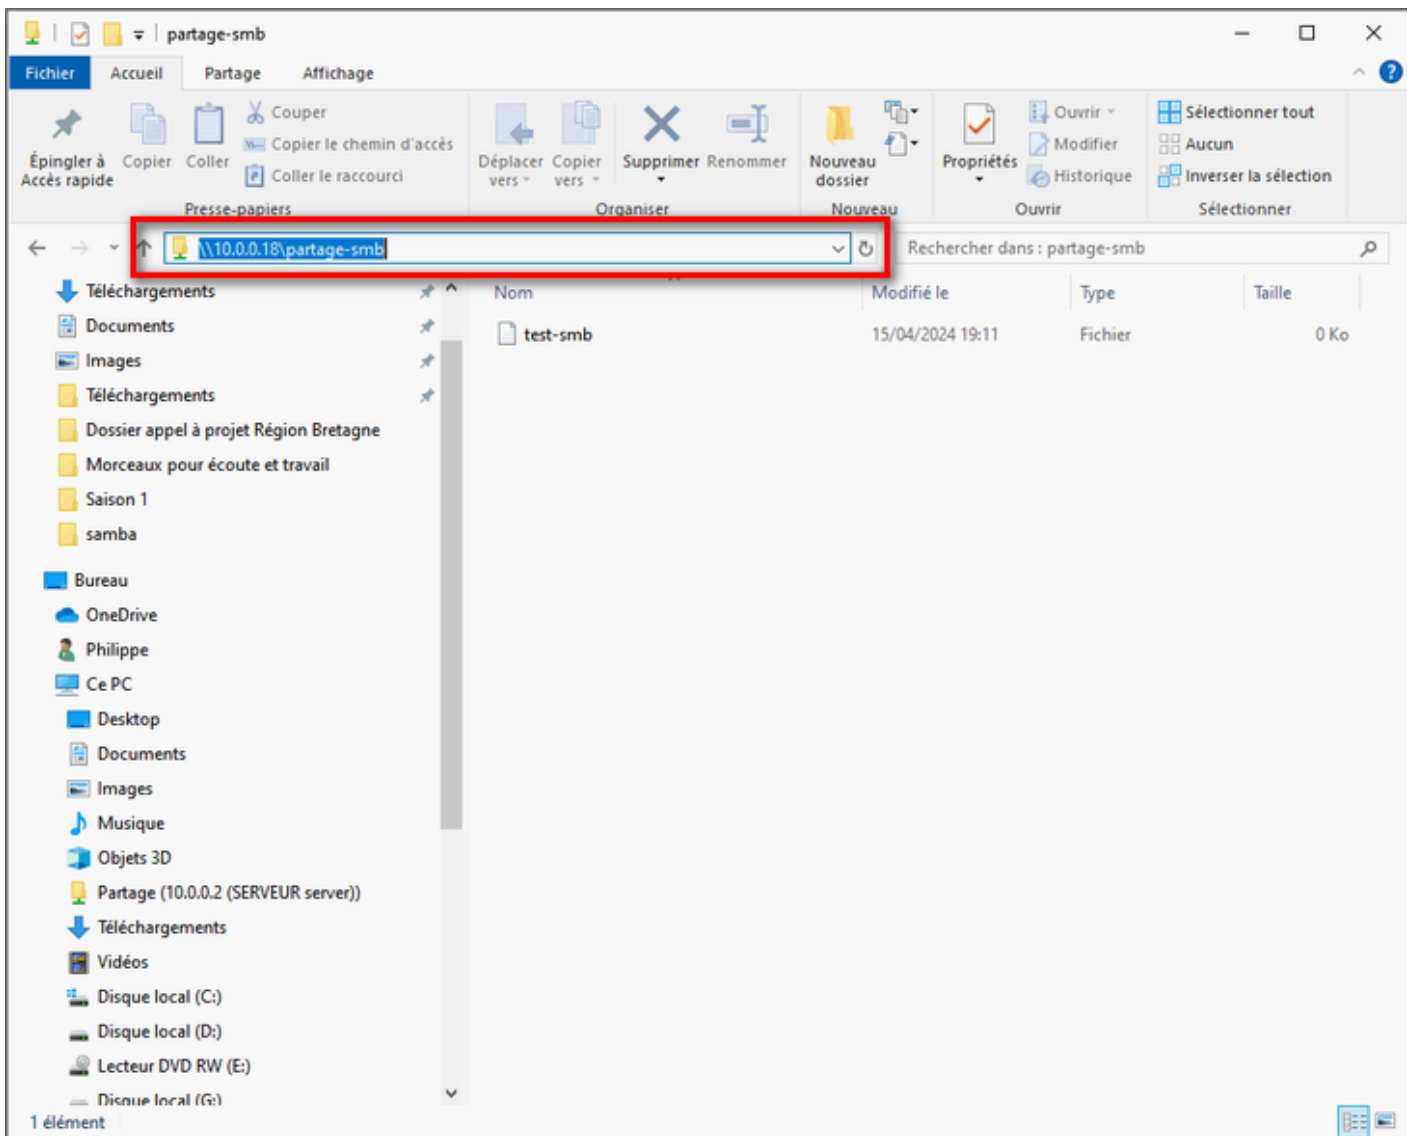 partage-smb
Fichier Accueil Partage Affichage
Épingler à Accès rapide
Copier
Coller
Couper
Copier le chemin d'accès
Coller le raccourci
Presse-papiers
Déplacer vers
Copier vers
Supprimer
Renommer
Organiser
Nouveau dossier
Nouveau
Propriétés
Ouvrir
Modifier
Historique
Ouvrir
Sélectionner tout
Aucun
Inverser la sélection
Sélectionner
\\10.0.0.18\partage-smb
Rechercher dans : partage-smb
Téléchargements
Documents
Images
Téléchargements
Dossier appel à projet Région Bretagne
Morceaux pour écoute et travail
Saison 1
samba
Bureau
OneDrive
Philippe
Ce PC
Desktop
Documents
Images
Musique
Objets 3D
Partage (10.0.0.2 (SERVEUR server))
Téléchargements
Vidéos
Disque local (C:)
Disque local (D:)
Lecteur DVD RW (E:)
Disque local (G:)
Nom Modifié le Type Taille
test-smb 15/04/2024 19:11 Fichier 0 Ko
1 élément